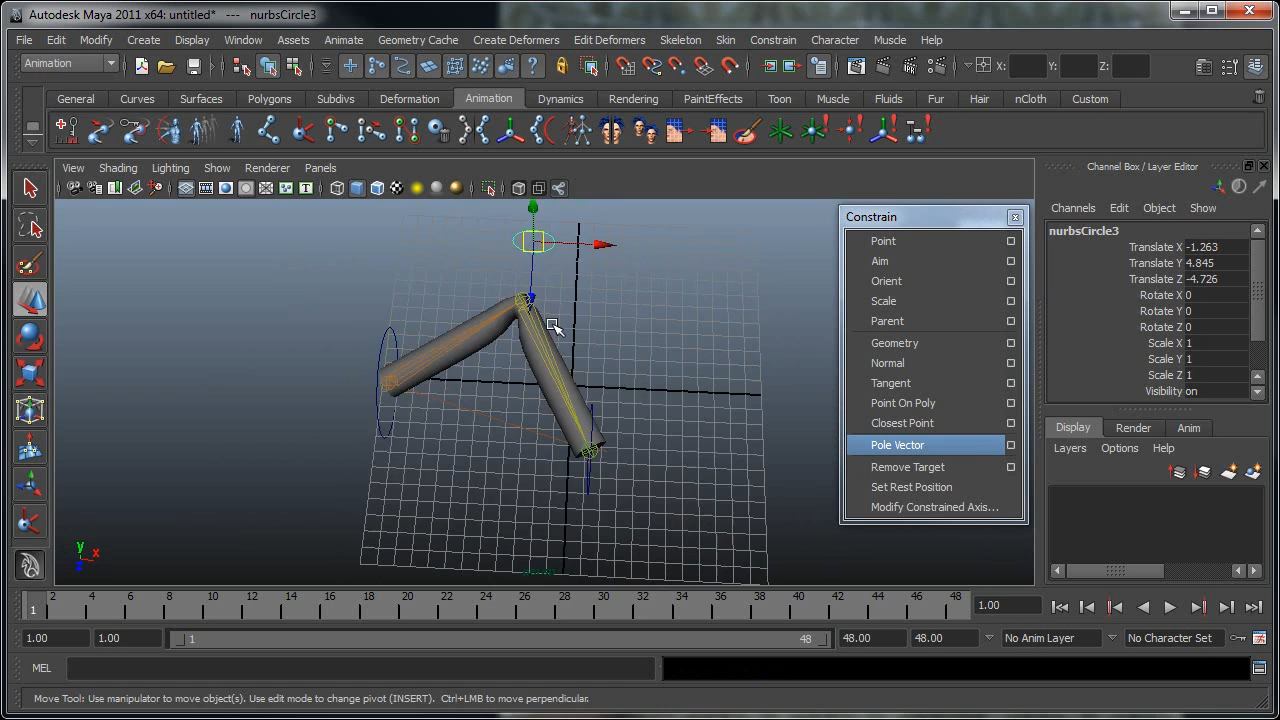 Autodesk Maya 2011 x64: untitled* --- nurbsCircle3
File Edit Modify Create Display Window Assets Animate Geometry Cache Create Deformers Edit Deformers Skeleton Skin Constrain Character Muscle Help
Animation X: Y: Z:
General Curves Surfaces Polygons Subdivs Deformation Animation Dynamics Rendering PaintEffects Toon Muscle Fluids Fur Hair nCloth Custom
View Shading Lighting Show Renderer Panels
Channel Box / Layer Editor
Channels Edit Object Show
nurbsCircle3
Translate X -1.263
Translate Y 4.845
Translate Z -4.726
Rotate X 0
Rotate Y 0
Rotate Z 0
Scale X 1
Scale Y 1
Scale Z 1
Visibility on
Constrain
Point
Aim
Orient
Scale
Parent
Geometry
Normal
Tangent
Point On Poly
Closest Point
Pole Vector
Remove Target
Set Rest Position
Modify Constrained Axis...
Display Render Anim
Layers Options Help
y x
z
1 2 4 6 8 10 12 14 16 18 20 22 24 26 28 30 32 34 36 38 40 42 44 46 48 1.00
1.00 1.00 1 48 48.00 48.00 No Anim Layer No Character Set
MEL
Move Tool: Use manipulator to move object(s). Use edit mode to change pivot (INSERT). Ctrl+LMB to move perpendicular.